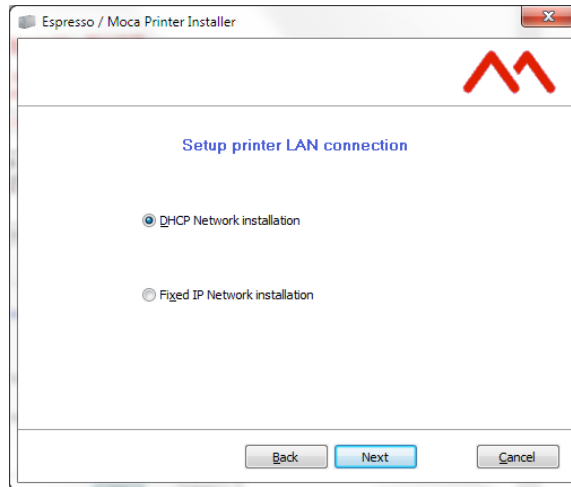 Espresso / Moca Printer Installer
Setup printer LAN connection
DHCP Network installation
Fixed IP Network installation
Back Next Cancel